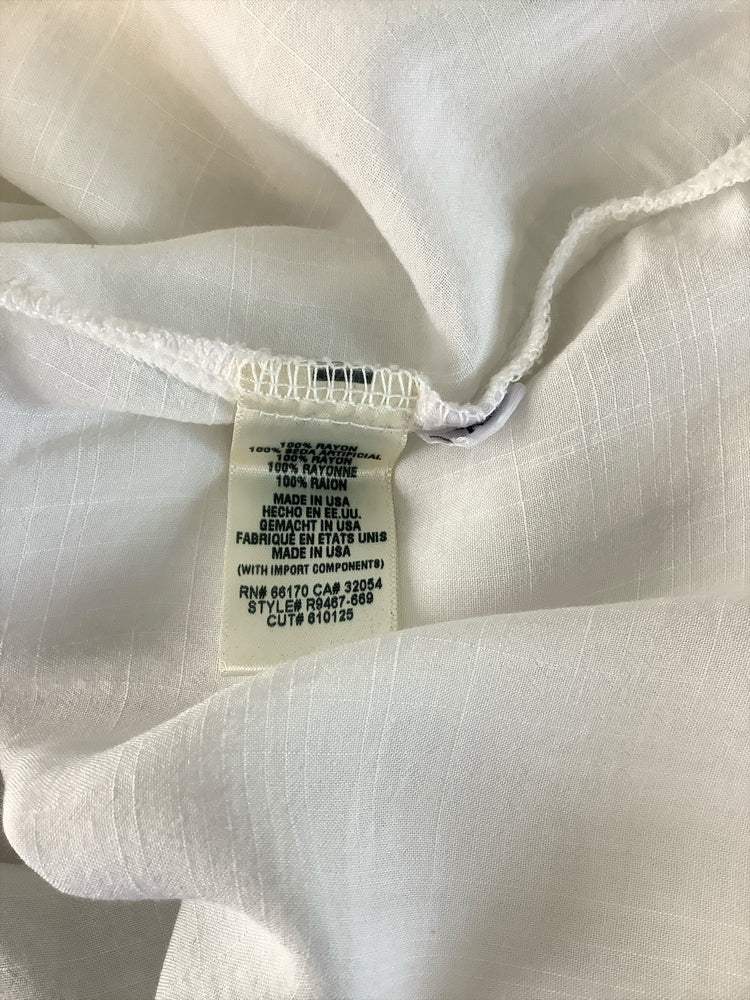 100% RAYON
100% SEDA ARTIFICIAL
100% RAYON
100% RAYONNE
100% RAION
MADE IN USA
HECHO EN EE.UU.
GEMACHT IN USA
FABRIQUÉ EN ETATS UNIS
MADE IN USA
(WITH IMPORT COMPONENTS)
RN# 66170 CA# 32054
STYLE# R9467-669
CUT# 610125